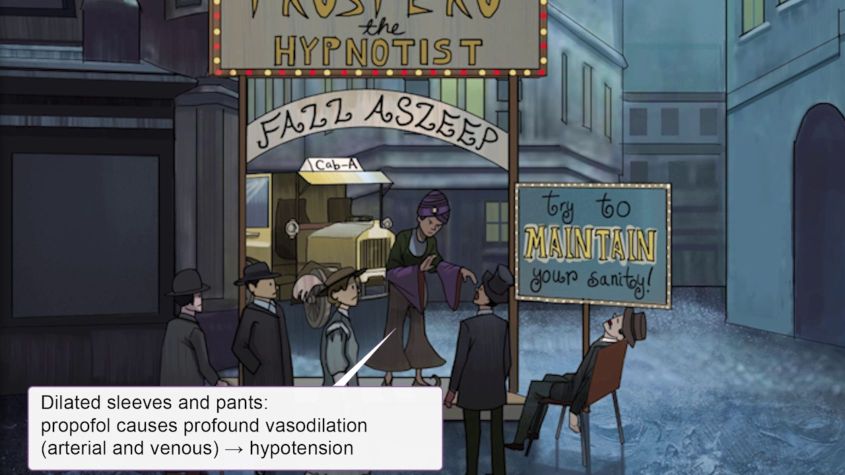 PROSPERO
the
HYPNOTIST
FAZZ ASZEEP
Cab-A
try to
MAINTAIN
your sanity!
Dilated sleeves and pants:
propofol causes profound vasodilation
(arterial and venous) → hypotension